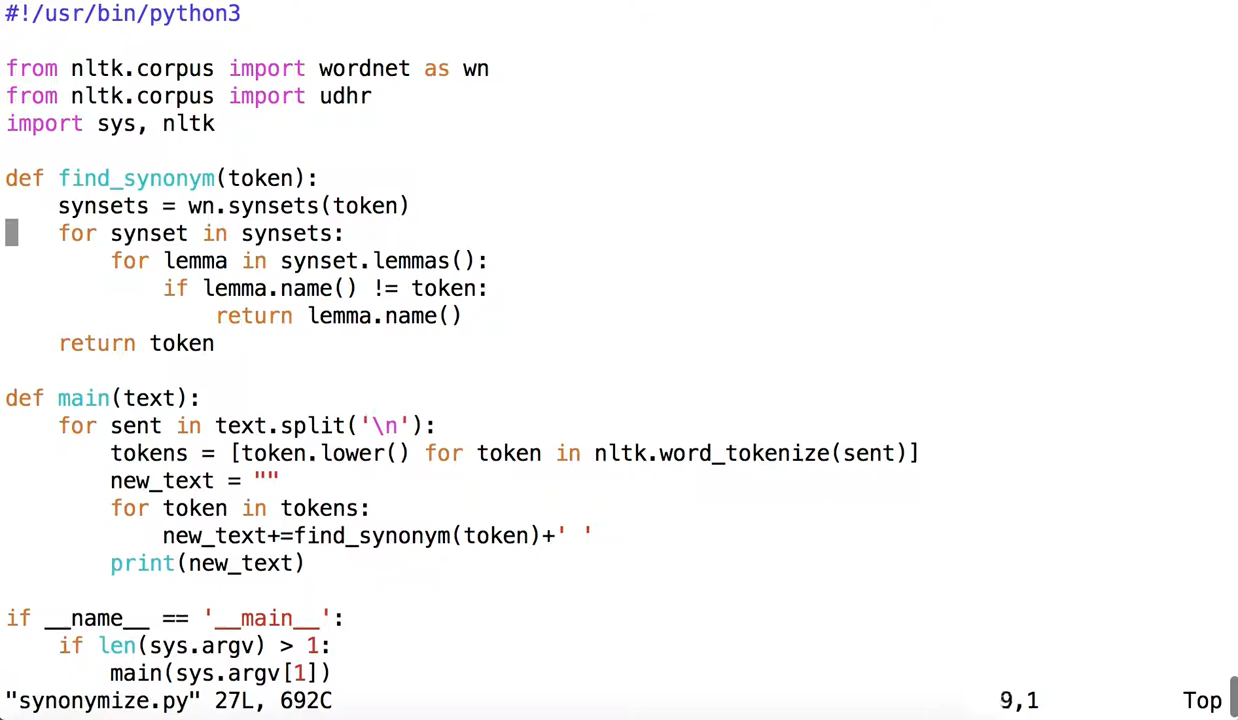 #!/usr/bin/python3

from nltk.corpus import wordnet as wn
from nltk.corpus import udhr
import sys, nltk

def find_synonym(token):
    synsets = wn.synsets(token)
    for synset in synsets:
        for lemma in synset.lemmas():
            if lemma.name() != token:
                return lemma.name()
    return token

def main(text):
    for sent in text.split('\n'):
        tokens = [token.lower() for token in nltk.word_tokenize(sent)]
        new_text = ""
        for token in tokens:
            new_text+=find_synonym(token)+' '
        print(new_text)

if __name__ == '__main__':
    if len(sys.argv) > 1:
        main(sys.argv[1])
"synonymize.py" 27L, 692C 9,1 Top